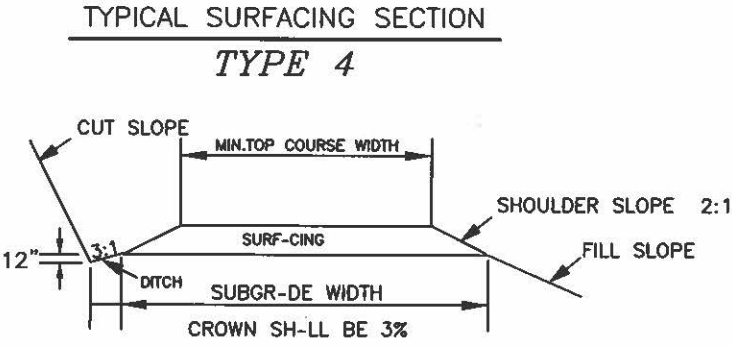 TYPICAL SURFACING SECTION
TYPE 4
CUT SLOPE
MIN.TOP COURSE WIDTH
SHOULDER SLOPE 2:1
SURF-CING
FILL SLOPE
3:1
12"
DITCH
SUBGR-DE WIDTH
CROWN SH-LL BE 3%